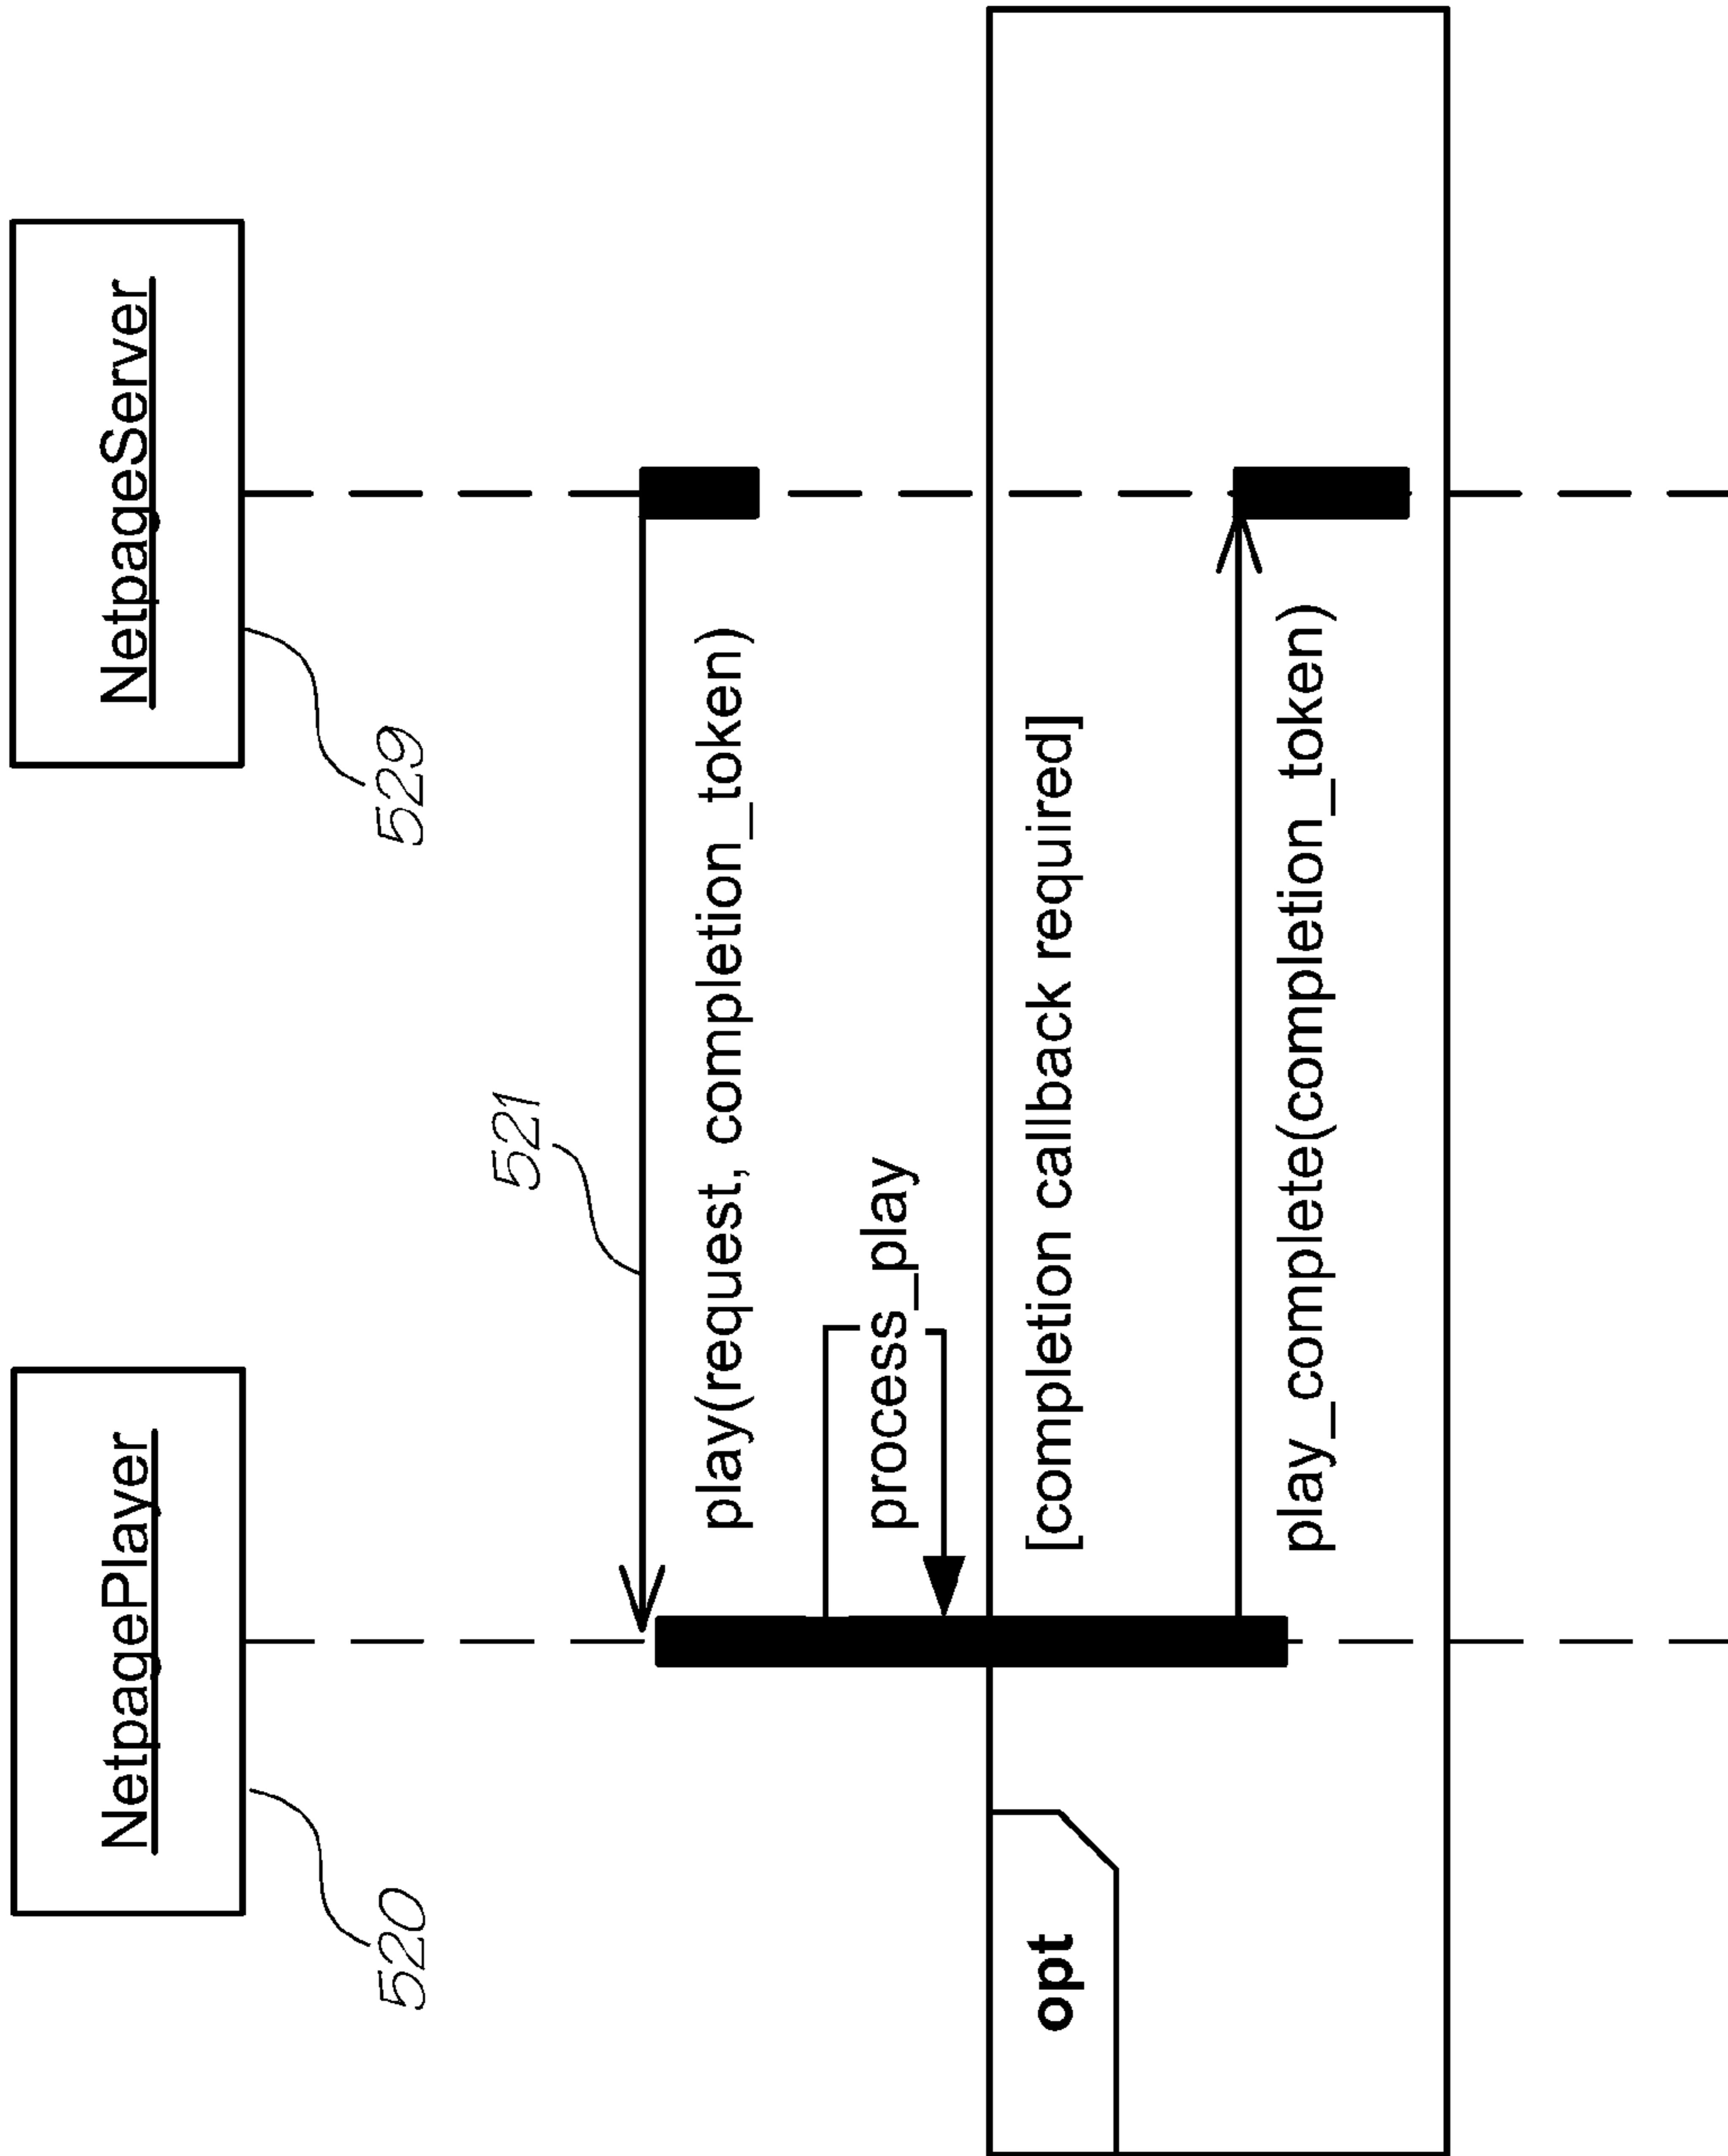 NetpagePlayer
NetpageServer
520
529
521
play(request, completion_token)
process_play
opt
[completion callback required]
play_complete(completion_token)